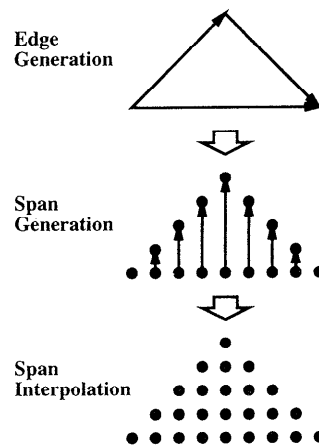 Edge
Generation
Span
Generation
Span
Interpolation